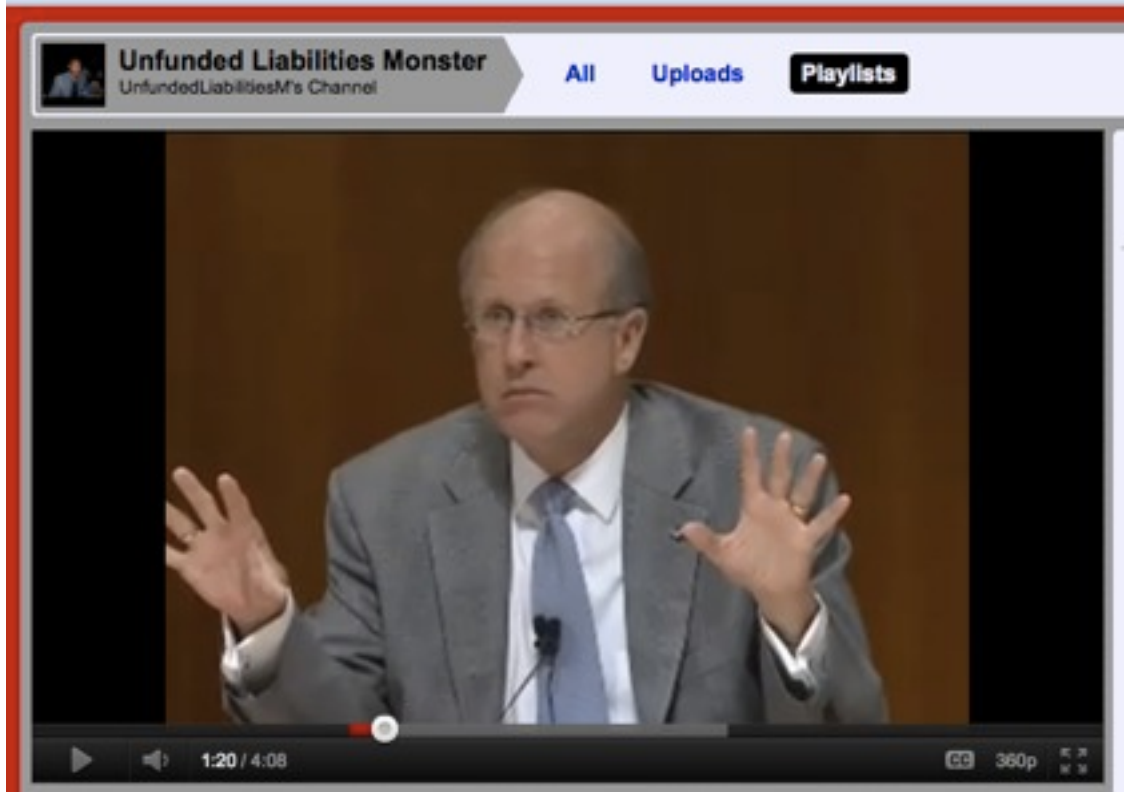 Unfunded Liabilities Monster
UnfundedLiabilitiesM's Channel
All Uploads Playlists
1:20 / 4:08 CC 360p